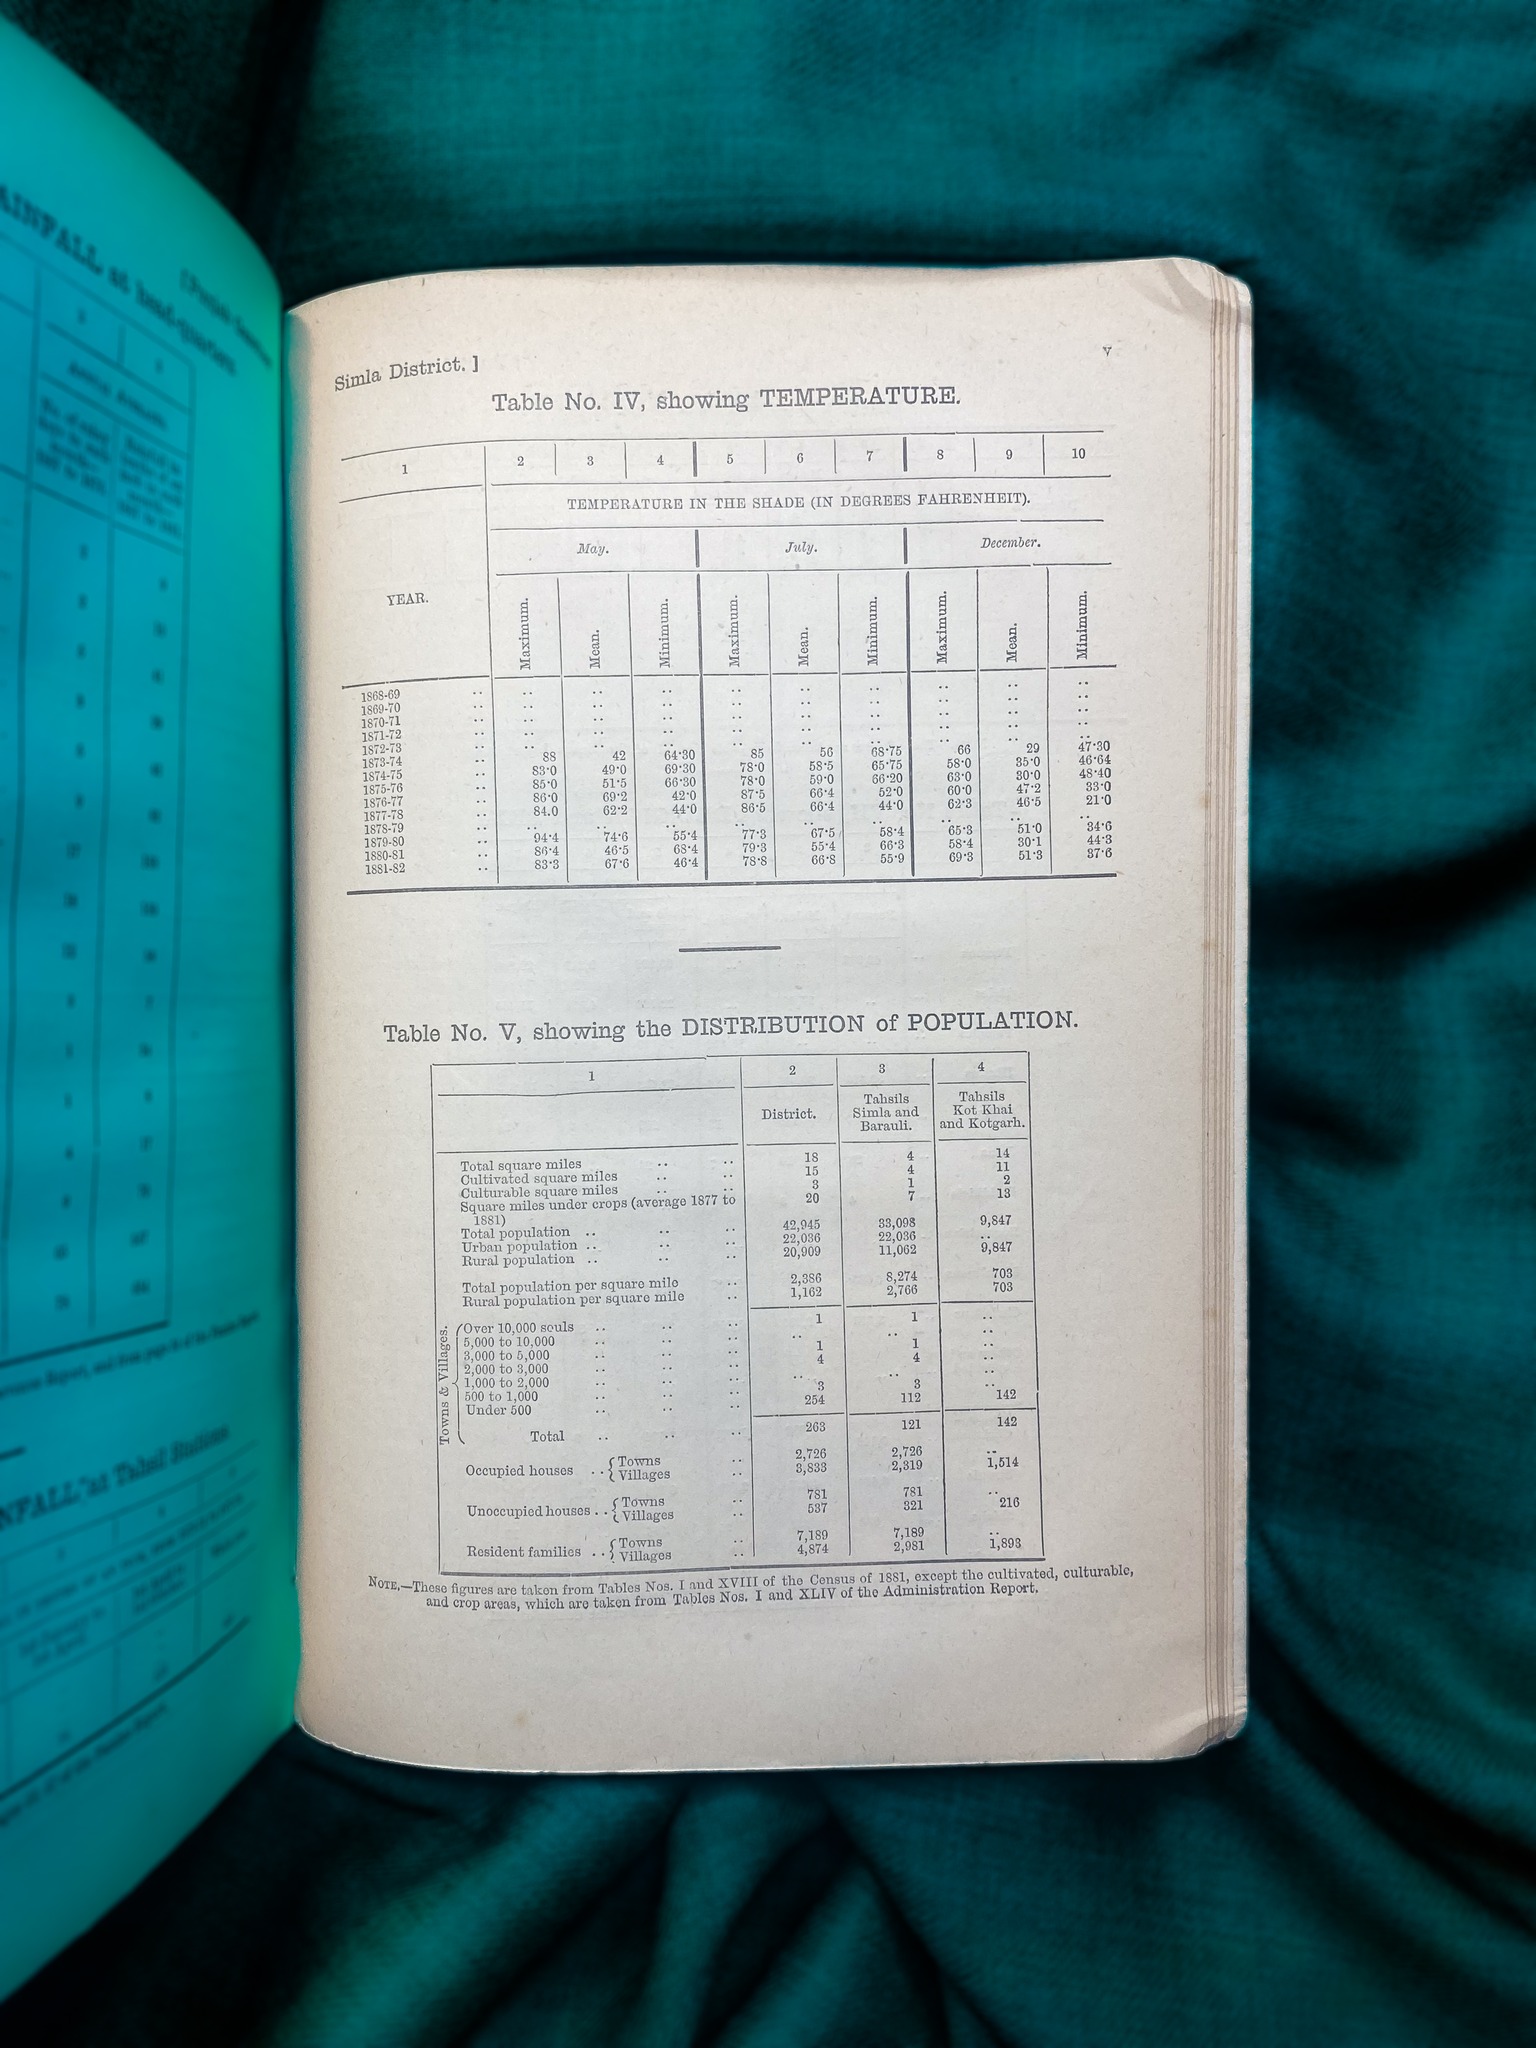 AINFALL at head-quarters.
NFALL at Tahsil Stations
Simla District. ]
v
Table No. IV, showing TEMPERATURE.
1 2 3 4 5 6 7 8 9 10
TEMPERATURE IN THE SHADE (IN DEGREES FAHRENHEIT).
May. July. December.
YEAR. Maximum. Mean. Minimum. Maximum. Mean. Minimum. Maximum. Mean. Minimum.
1868-69 .. .. .. .. .. .. .. .. .. ..
1869-70 .. .. .. .. .. .. .. .. .. ..
1870-71 .. .. .. .. .. .. .. .. .. ..
1871-72 .. .. .. .. .. .. .. .. .. ..
1872-73 .. .. .. .. .. .. .. .. .. ..
1873-74 .. 88 42 64·30 85 56 68·75 66 29 47·30
1874-75 .. 83·0 49·0 69·30 78·0 58·5 65·75 58·0 35·0 46·64
1875-76 .. 85·0 51·5 66·30 78·0 59·0 66·20 63·0 30·0 48·40
1876-77 .. 86·0 69·2 42·0 87·5 66·4 52·0 60·0 47·2 33·0
1877-78 .. 84.0 62·2 44·0 86·5 66·4 44·0 62·3 46·5 21·0
1878-79 .. .. .. .. .. .. .. .. .. ..
1879-80 .. 94·4 74·6 55·4 77·3 67·5 58·4 65·3 51·0 34·6
1880-81 .. 86·4 46·5 68·4 79·3 55·4 66·3 58·4 30·1 44·3
1881-82 .. 83·3 67·6 46·4 78·8 66·8 55·9 69·3 51·3 37·6
Table No. V, showing the DISTRIBUTION of POPULATION.
1 2 3 4
District. Tahsils Simla and Barauli. Tahsils Kot Khai and Kotgarh.
Total square miles .. .. 18 4 14
Cultivated square miles .. .. 15 4 11
Culturable square miles .. .. 3 1 2
Square miles under crops (average 1877 to 20 7 13
1881)
Total population .. .. .. 42,945 33,098 9,847
Urban population .. .. .. 22,036 22,036 ..
Rural population .. .. .. 20,909 11,062 9,847
Total population per square mile .. 2,386 8,274 703
Rural population per square mile .. 1,162 2,766 703
Towns & Villages.
Over 10,000 souls .. .. .. 1 1 ..
5,000 to 10,000 .. .. .. .. .. ..
3,000 to 5,000 .. .. .. 1 1 ..
2,000 to 3,000 .. .. .. 4 4 ..
1,000 to 2,000 .. .. .. .. .. ..
500 to 1,000 .. .. .. 3 3 ..
Under 500 .. .. .. 254 112 142
Total .. .. .. 263 121 142
Occupied houses .. { Towns .. 2,726 2,726 ..
Villages .. 3,833 2,319 1,514
Unoccupied houses .. { Towns .. 781 781 ..
Villages .. 537 321 216
Resident families .. { Towns .. 7,189 7,189 ..
Villages .. 4,874 2,981 1,893
NOTE.—These figures are taken from Tables Nos. I and XVIII of the Census of 1881, except the cultivated, culturable,
and crop areas, which are taken from Tables Nos. I and XLIV of the Administration Report.